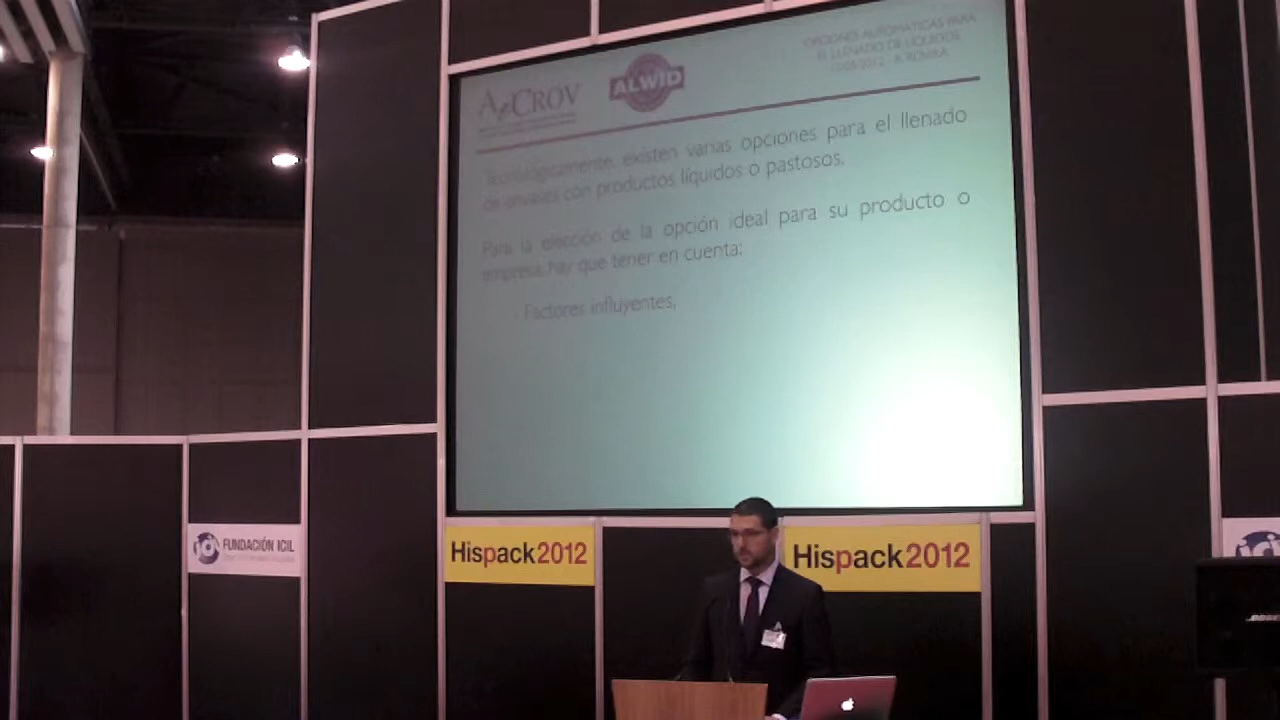 AzCROV
ALWID
OPCIONES AUTOMÁTICAS PARA
EL LLENADO DE LÍQUIDOS
Tecnológicamente, existen varias opciones para el llenado
de envases con productos líquidos o pastosos.
Para la elección de la opción ideal para su producto o
empresa, hay que tener en cuenta:
- Factores influyentes,
FUNDACIÓN ICIL
Hispack2012
Hispack2012
BOSE